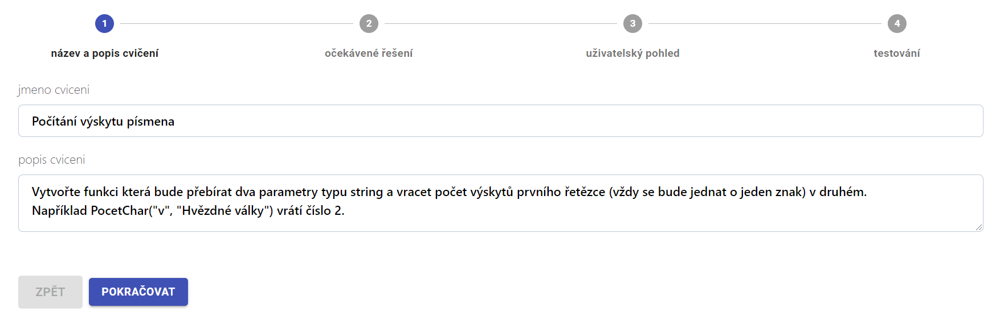 1 2 3 4
název a popis cvičení očekávené řešení uživatelský pohled testování
jmeno cviceni
Počítání výskytu písmena
popis cviceni
Vytvořte funkci která bude přebírat dva parametry typu string a vracet počet výskytů prvního řetězce (vždy se bude jednat o jeden znak) v druhém.
Například PocetChar("v", "Hvězdné války") vrátí číslo 2.
ZPĚT POKRAČOVAT